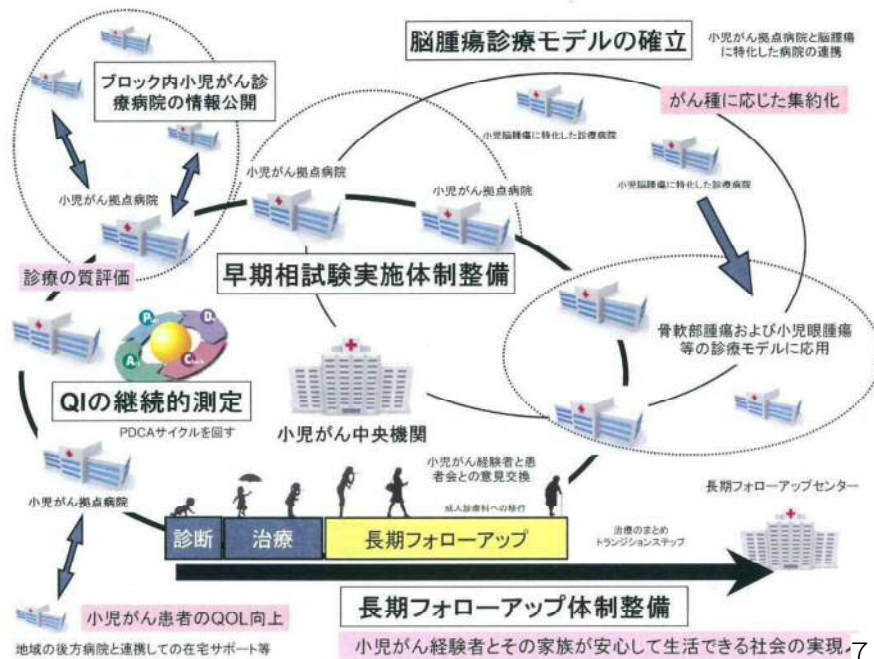 脳腫瘍診療モデルの確立
小児がん拠点病院と脳腫瘍
に特化した病院の連携
ブロック内小児がん診
療病院の情報公開
がん種に応じた集約化
小児脳腫瘍に特化した診療病院
小児脳腫瘍に特化した診療病院
小児がん拠点病院
小児がん拠点病院
小児がん拠点病院
診療の質評価
早期相試験実施体制整備
骨軟部腫瘍および小児眼腫瘍
等の診療モデルに応用
P
D
A
C
QIの継続的測定
PDCAサイクルを回す
小児がん中央機関
小児がん拠点病院
小児がん経験者と患
者会との意見交換
成人診療科への移行
長期フォローアップセンター
診断
治療
長期フォローアップ
治療のまとめ
トランジションステップ
小児がん患者のQOL向上
長期フォローアップ体制整備
地域の後方病院と連携しての在宅サポート等
小児がん経験者とその家族が安心して生活できる社会の実現
7